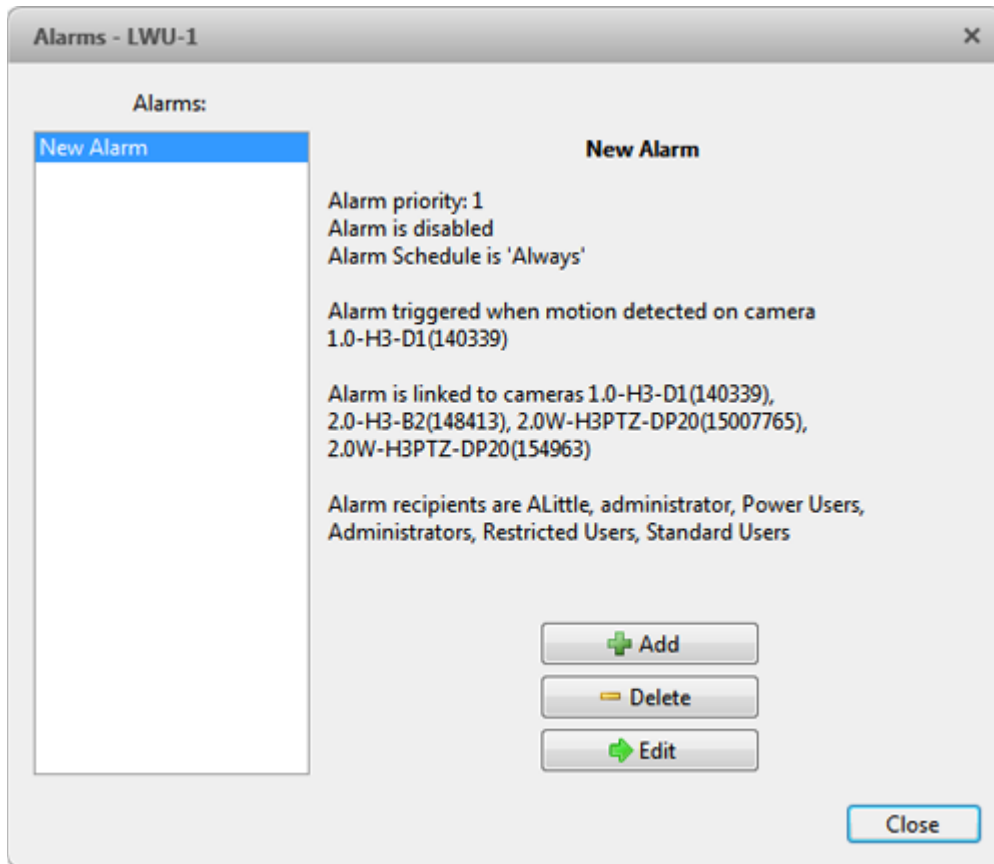 Alarms - LWU-1
Alarms:
New Alarm
New Alarm
Alarm priority: 1
Alarm is disabled
Alarm Schedule is 'Always'
Alarm triggered when motion detected on camera
1.0-H3-D1(140339)
Alarm is linked to cameras 1.0-H3-D1(140339),
2.0-H3-B2(148413), 2.0W-H3PTZ-DP20(15007765),
2.0W-H3PTZ-DP20(154963)
Alarm recipients are ALittle, administrator, Power Users,
Administrators, Restricted Users, Standard Users
Add
Delete
Edit
Close